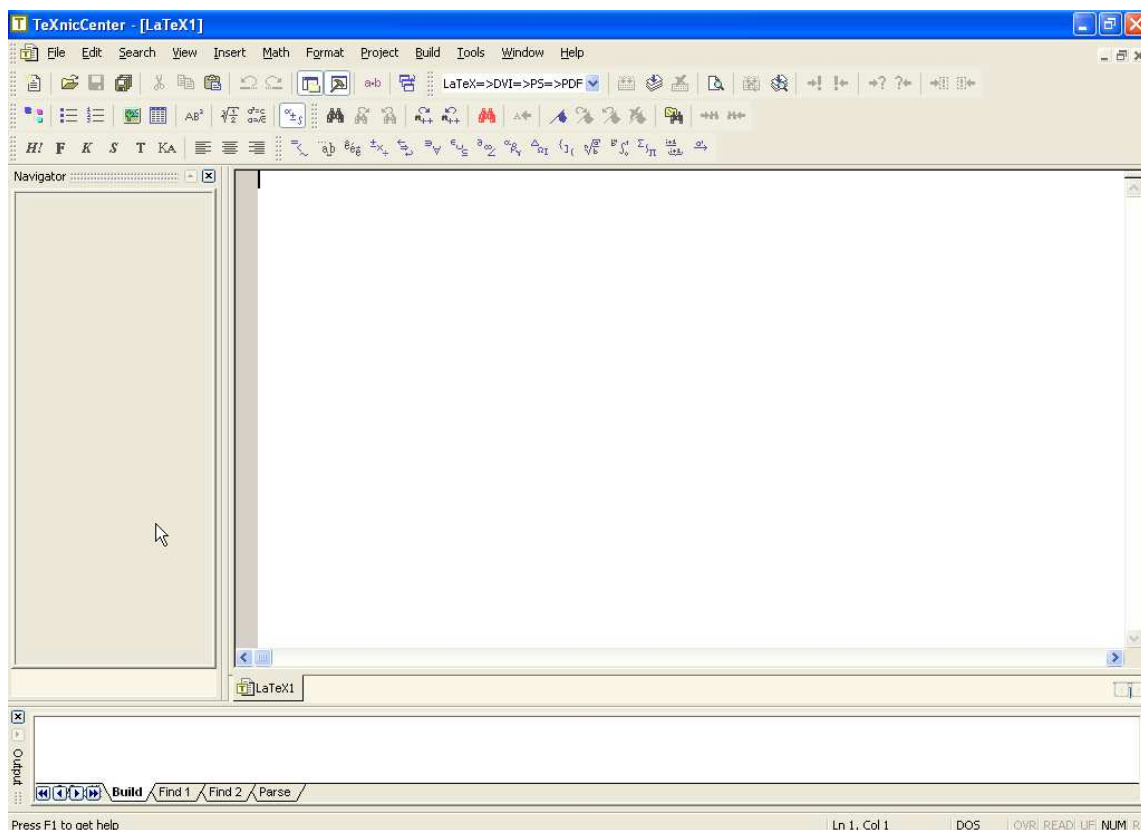 TeXnicCenter - [LaTeX1]
File Edit Search View Insert Math Format Project Build Tools Window Help
LaTeX=>DVI=>PS=>PDF
AB²
H! F K S T KA
Navigator
LaTeX1
Output
Build Find 1 Find 2 Parse
Press F1 to get help Ln 1, Col 1 DOS OVR READ UF NUM R